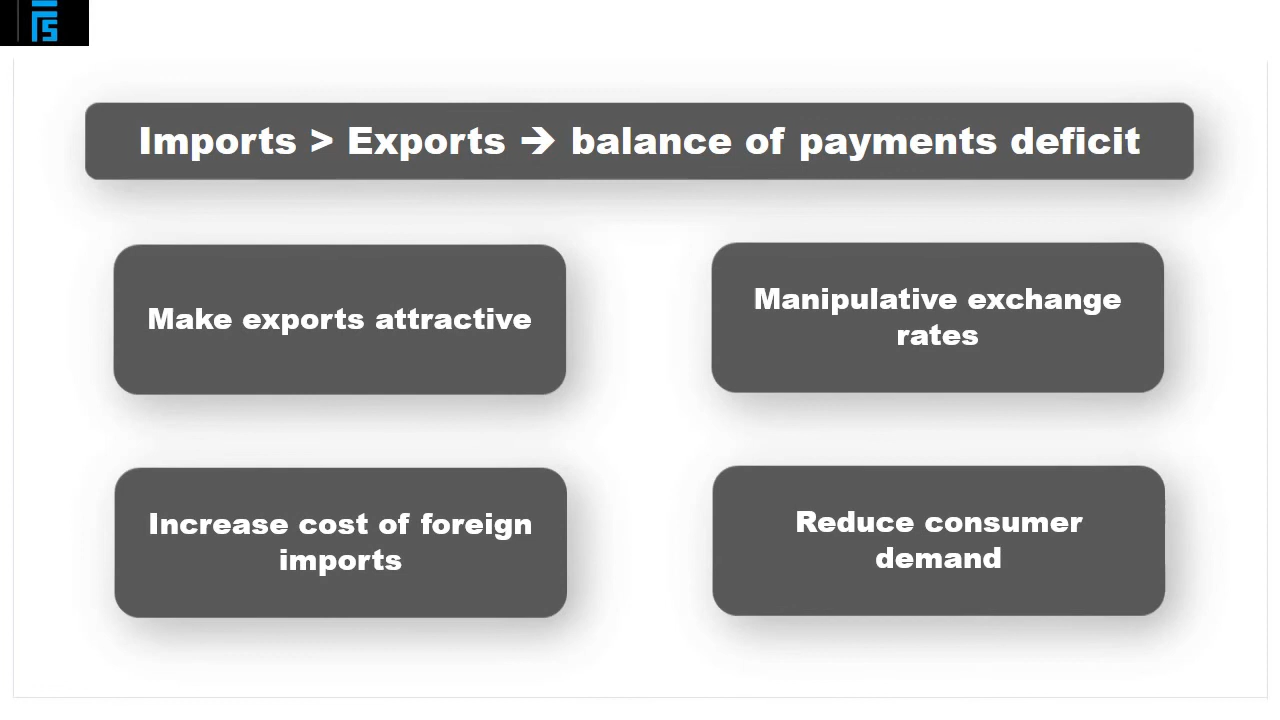 Imports > Exports ➔ balance of payments deficit
Make exports attractive
Manipulative exchange
rates
Increase cost of foreign
imports
Reduce consumer
demand